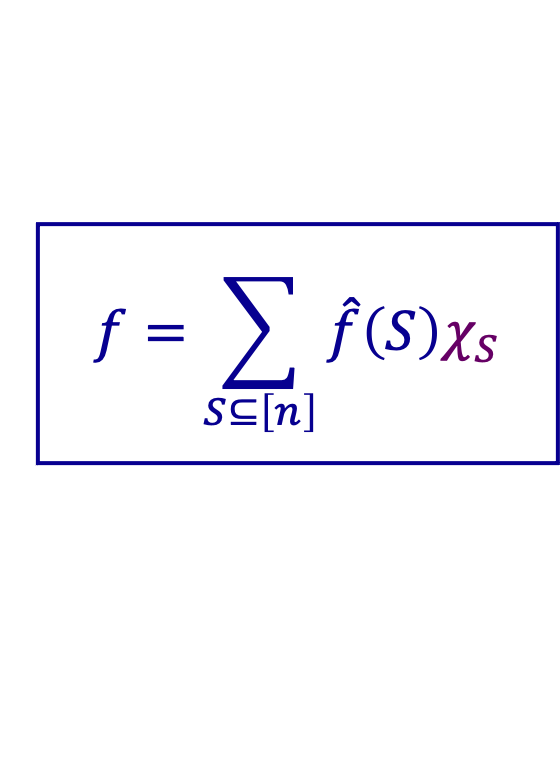 f = ∑_{S⊆[n]} f̂(S)χ_S